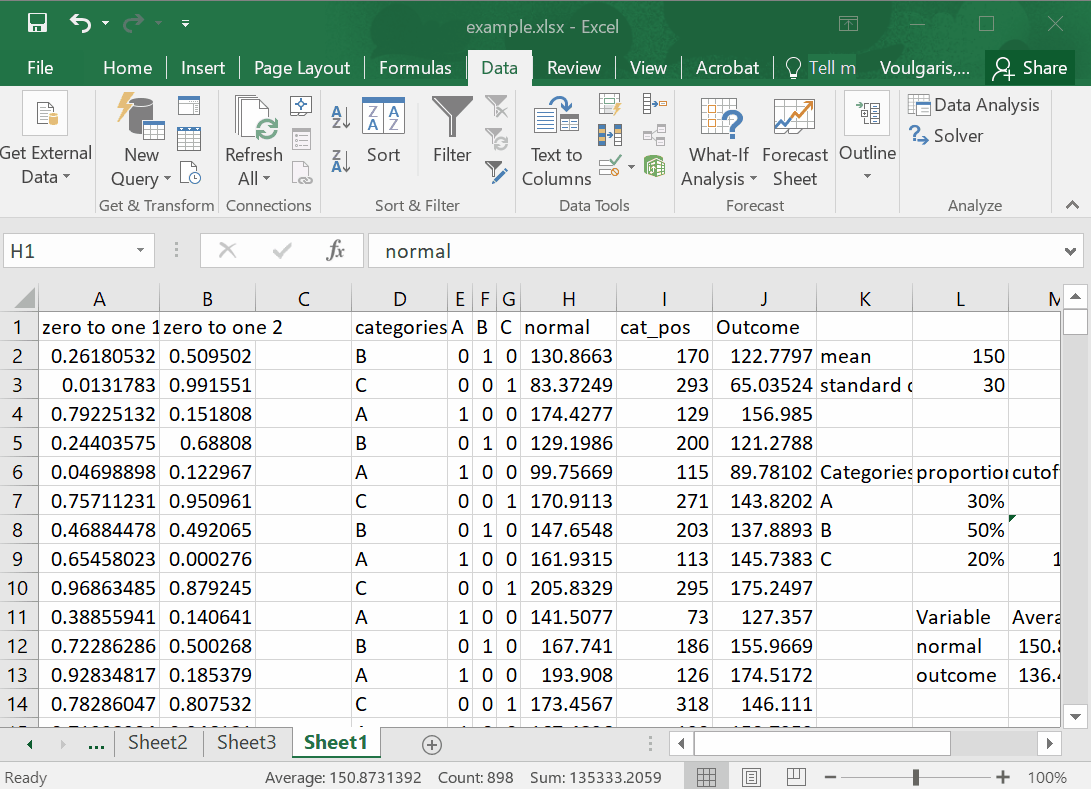 example.xlsx - Excel
File Home Insert Page Layout Formulas Data Review View Acrobat Tell m Voulgaris,... Share
Get External Data
New Query
Get & Transform
Refresh All
Connections
A Z Z A
Z A A Z
Sort
Filter
Sort & Filter
Text to Columns
Data Tools
What-If Analysis
Forecast Sheet
Forecast
Outline
Data Analysis
Solver
Analyze
H1 fx normal
A B C D E F G H I J K L M
1 zero to one 1 zero to one 2 categories A B C normal cat_pos Outcome
2 0.26180532 0.509502 B 0 1 0 130.8663 170 122.7797 mean 150
3 0.0131783 0.991551 C 0 0 1 83.37249 293 65.03524 standard 30
4 0.79225132 0.151808 A 1 0 0 174.4277 129 156.985
5 0.24403575 0.68808 B 0 1 0 129.1986 200 121.2788
6 0.04698898 0.122967 A 1 0 0 99.75669 115 89.78102 Categories proportion cutof
7 0.75711231 0.950961 C 0 0 1 170.9113 271 143.8202 A 30%
8 0.46884478 0.492065 B 0 1 0 147.6548 203 137.8893 B 50%
9 0.65458023 0.000276 A 1 0 0 161.9315 113 145.7383 C 20% 1
10 0.96863485 0.879245 C 0 0 1 205.8329 295 175.2497
11 0.38855941 0.140641 A 1 0 0 141.5077 73 127.357 Variable Avera
12 0.72286286 0.500268 B 0 1 0 167.741 186 155.9669 normal 150.8
13 0.92834817 0.185379 A 1 0 0 193.908 126 174.5172 outcome 136.4
14 0.78286047 0.807532 C 0 0 1 173.4567 318 146.111
... Sheet2 Sheet3 Sheet1
Ready Average: 150.8731392 Count: 898 Sum: 135333.2059 100%